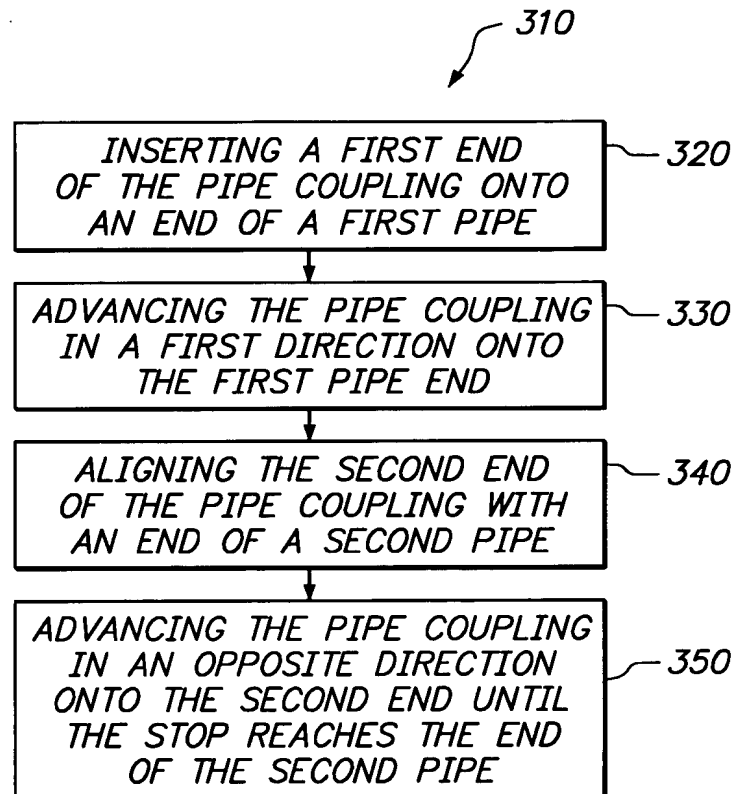 310
INSERTING A FIRST END
OF THE PIPE COUPLING ONTO
AN END OF A FIRST PIPE
320
ADVANCING THE PIPE COUPLING
IN A FIRST DIRECTION ONTO
THE FIRST PIPE END
330
ALIGNING THE SECOND END
OF THE PIPE COUPLING WITH
AN END OF A SECOND PIPE
340
ADVANCING THE PIPE COUPLING
IN AN OPPOSITE DIRECTION
ONTO THE SECOND END UNTIL
THE STOP REACHES THE END
OF THE SECOND PIPE
350